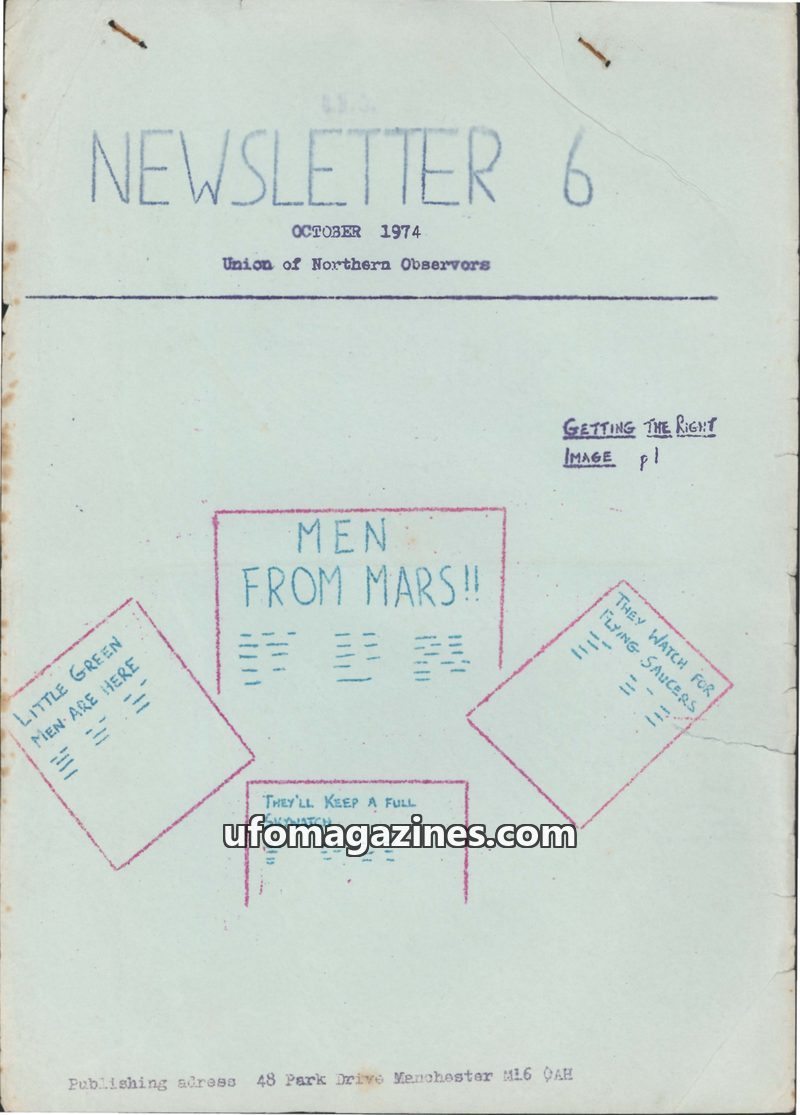 NEWSLETTER 6
OCTOBER 1974
Union of Northern Observors
GETTING THE RIGHT
IMAGE p1
MEN
FROM MARS!!
LITTLE GREEN
MEN ARE HERE
THEY WATCH FOR
FLYING SAUCERS
THEY'LL KEEP A FULL
SKYWATCH
ufomagazines.com
Publishing adress 48 Park Drive Manchester M16 0AH